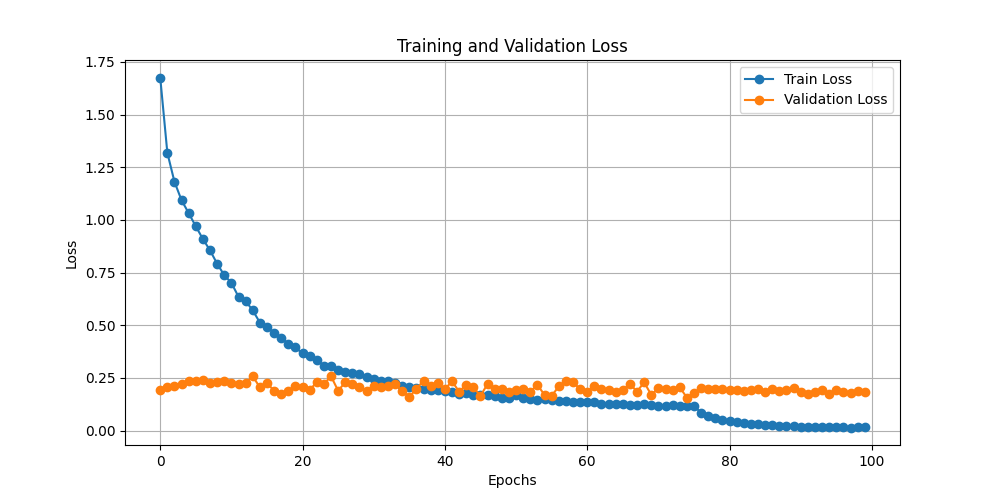 Training and Validation Loss
Train Loss
Validation Loss
1.75
1.50
1.25
1.00
0.75
0.50
0.25
0.00
Loss
0 20 40 60 80 100
Epochs